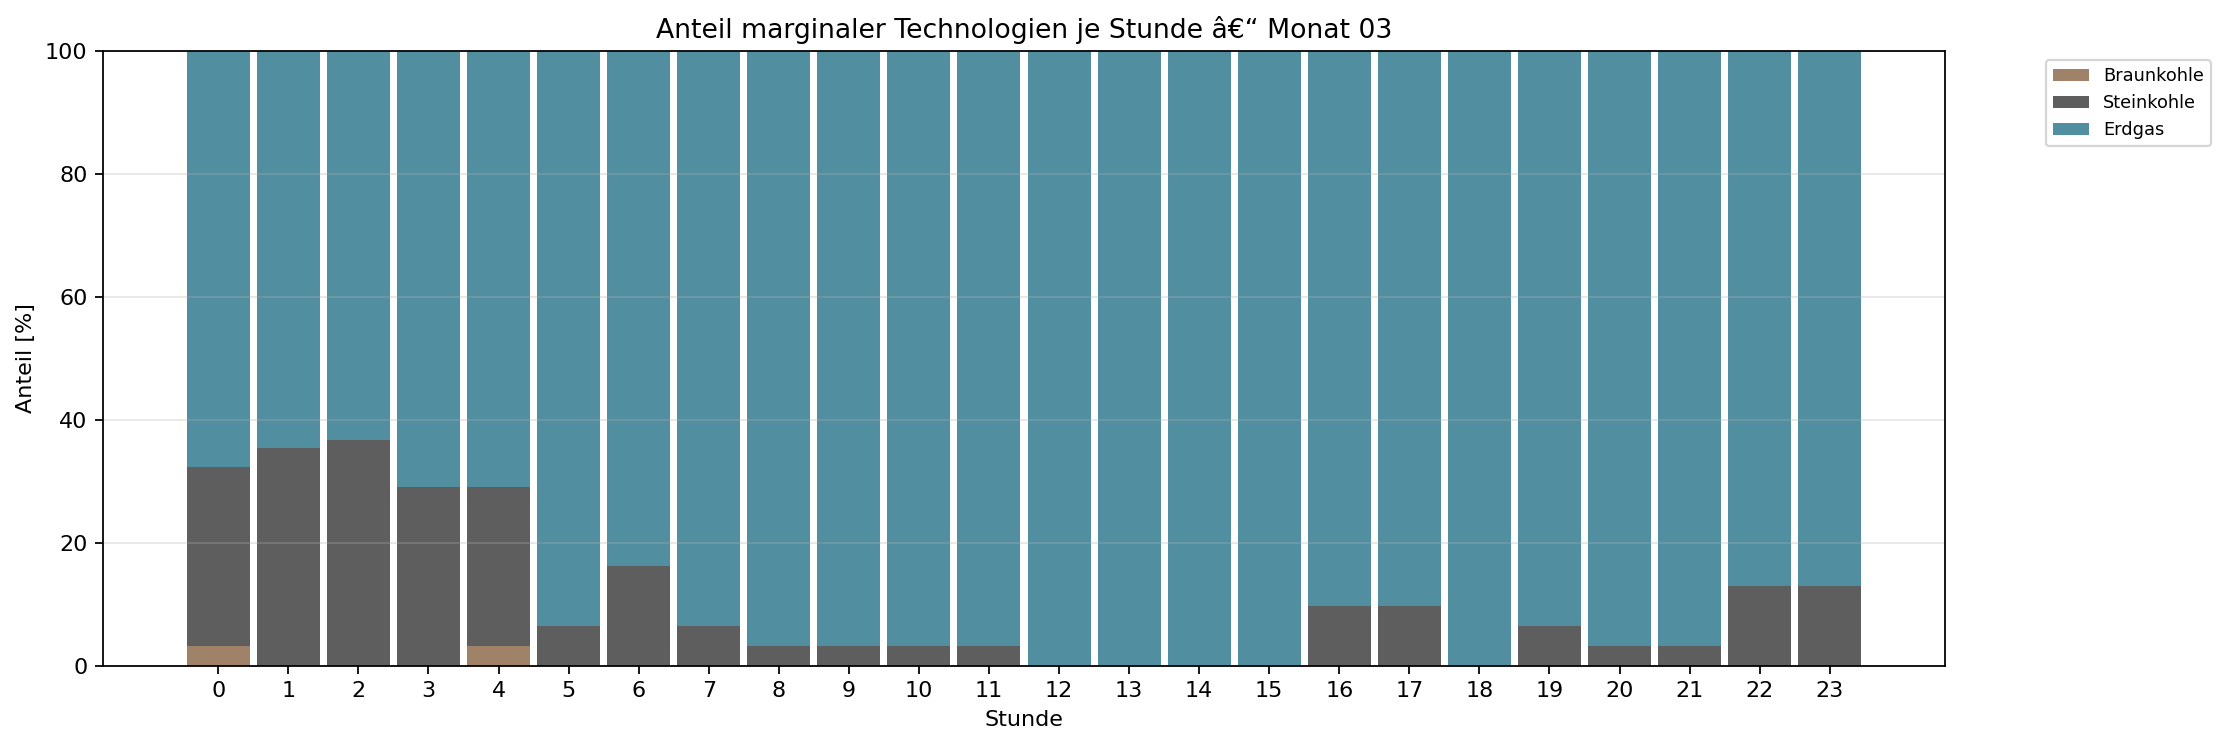 Anteil marginaler Technologien je Stunde â€“ Monat 03
Braunkohle
Steinkohle
Erdgas
Anteil [%]
100
80
60
40
20
0
0 1 2 3 4 5 6 7 8 9 10 11 12 13 14 15 16 17 18 19 20 21 22 23
Stunde